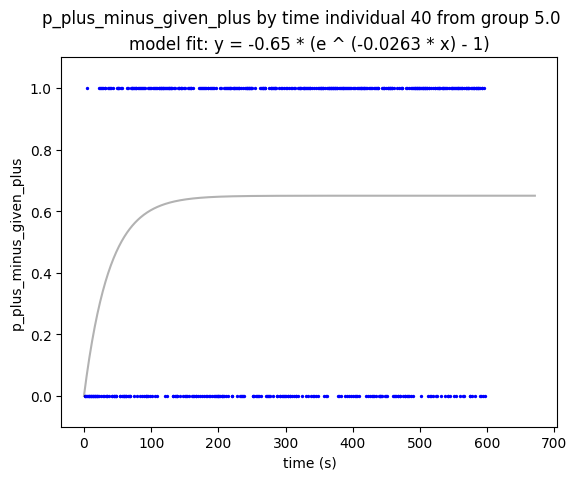 p_plus_minus_given_plus by time individual 40 from group 5.0
model fit: y = -0.65 * (e ^ (-0.0263 * x) - 1)
p_plus_minus_given_plus
1.0
0.8
0.6
0.4
0.2
0.0
0 100 200 300 400 500 600 700
time (s)